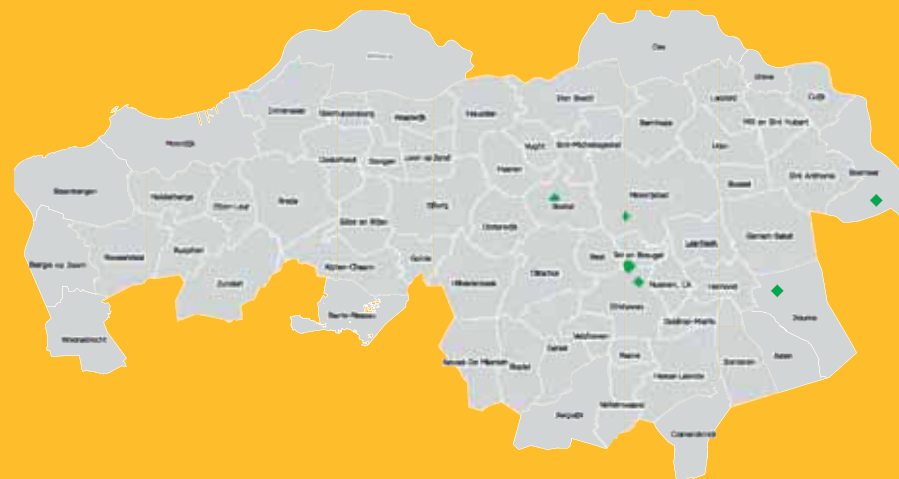 Oss
Moerdijk
Drimmelen
Geertruidenberg
Waalwijk
Heusden
Den Bosch
Bernheze
Landerd
Grave
Cuijk
Mill en Sint Hubert
Uden
Vught
Sint-Michielsgestel
Haaren
Oosterhout
Dongen
Loon op Zand
Boxmeer
Sint Anthonis
Boekel
Steenbergen
Halderberge
Etten-Leur
Breda
Tilburg
Boxtel
Gilze en Rijen
Oisterwijk
Gemert-Bakel
Laarbeek
Bergen op Zoom
Roosendaal
Rucphen
Zundert
Alphen-Chaam
Goirle
Hilvarenbeek
Oirschot
Best
Son en Breugel
Nuenen, CA
Helmond
Deurne
Baarle-Nassau
Eindhoven
Woensdrecht
Veldhoven
Geldrop-Mierlo
Reusel-De Mierden
Bladel
Eersel
Waalre
Heeze-Leende
Someren
Asten
Bergeijk
Valkenswaard
Cranendonck